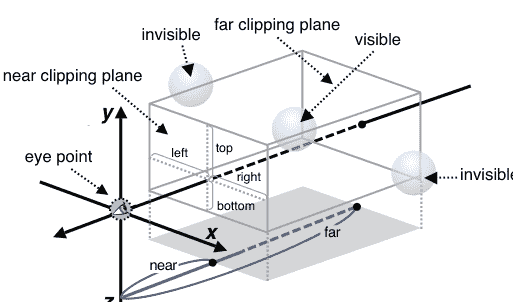 far clipping plane
invisible
visible
near clipping plane
y
top
left
eye point
right
bottom
invisible
x
far
near
z